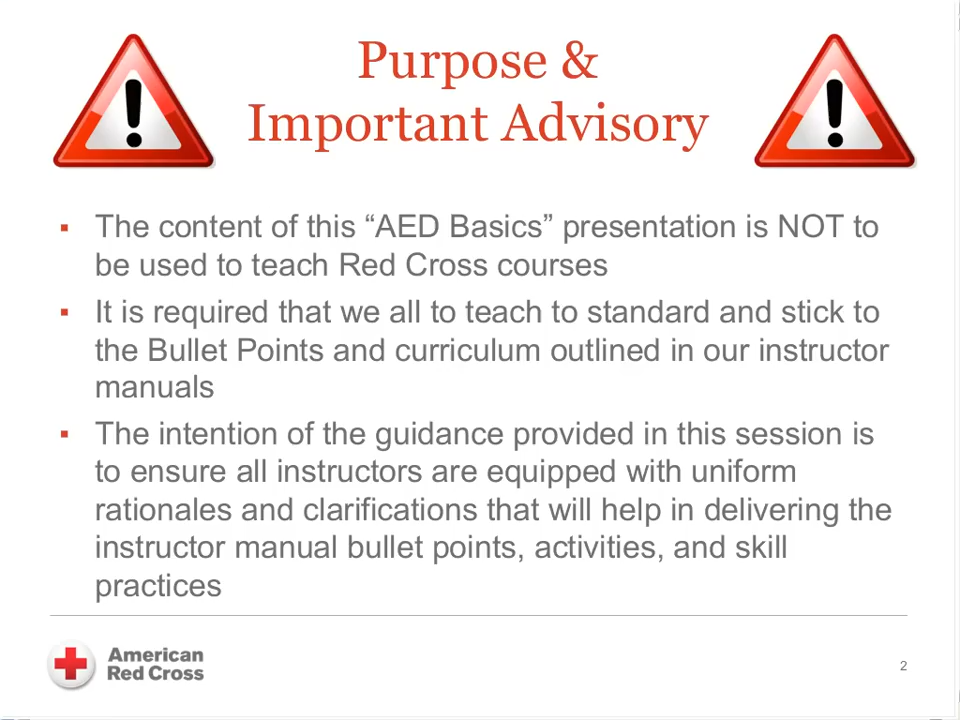 Purpose &
Important Advisory
▪ The content of this “AED Basics” presentation is NOT to
be used to teach Red Cross courses
▪ It is required that we all to teach to standard and stick to
the Bullet Points and curriculum outlined in our instructor
manuals
▪ The intention of the guidance provided in this session is
to ensure all instructors are equipped with uniform
rationales and clarifications that will help in delivering the
instructor manual bullet points, activities, and skill
practices
American
Red Cross
2